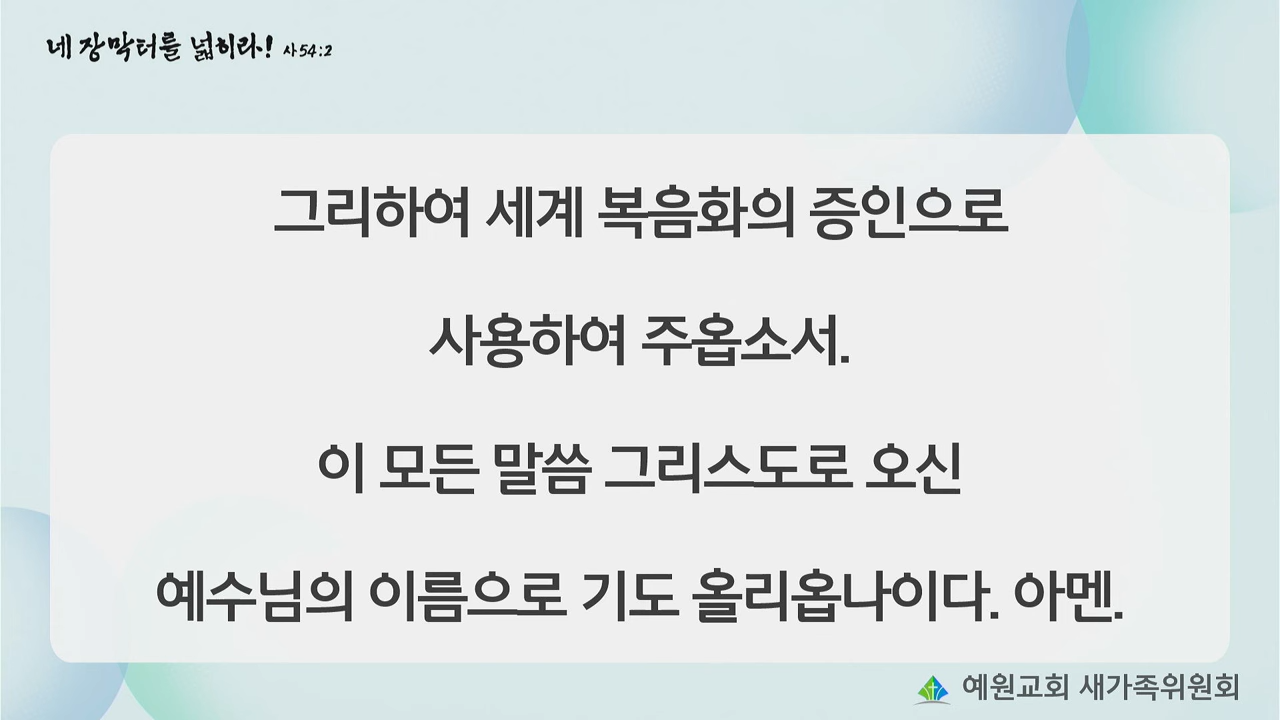 네 장막터를 넓히라! 사54:2
그리하여 세계 복음화의 증인으로
사용하여 주옵소서.
이 모든 말씀 그리스도로 오신
예수님의 이름으로 기도 올리옵나이다. 아멘.
예원교회 새가족위원회